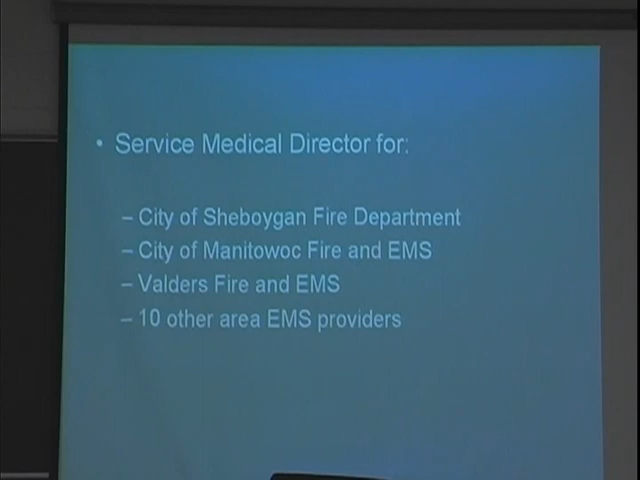 • Service Medical Director for:
– City of Sheboygan Fire Department
– City of Manitowoc Fire and EMS
– Valders Fire and EMS
– 10 other area EMS providers